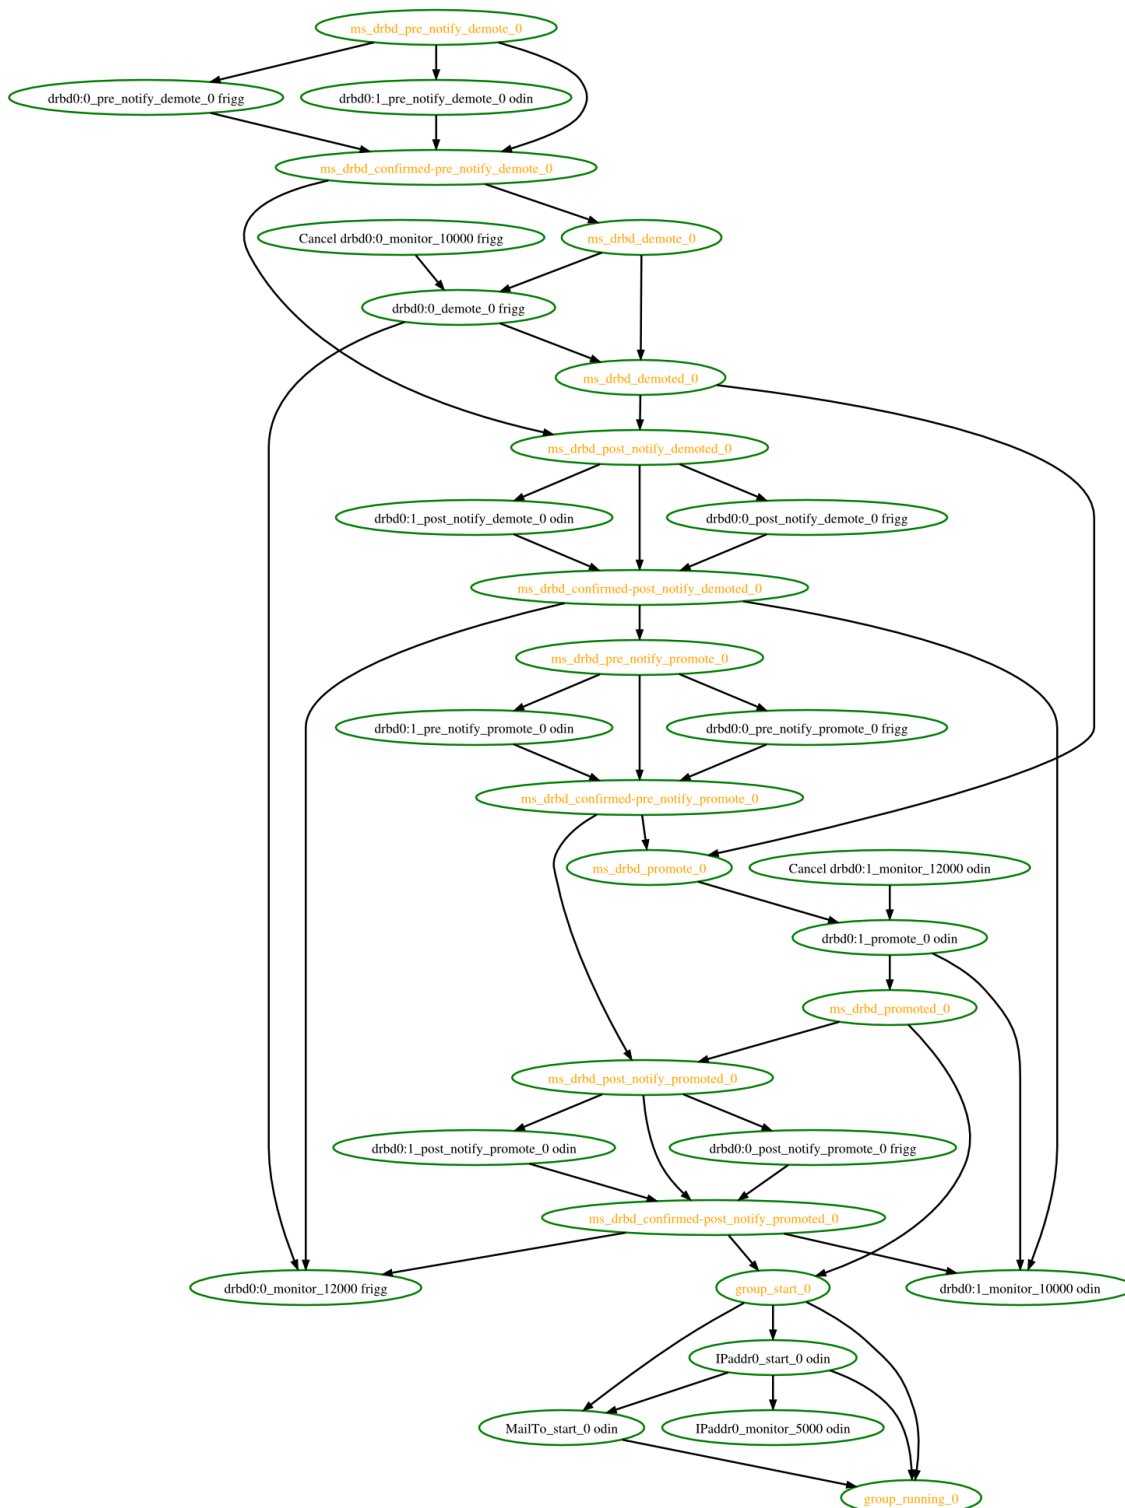 ms_drbd_pre_notify_demote_0
drbd0:0_pre_notify_demote_0 frigg
drbd0:1_pre_notify_demote_0 odin
ms_drbd_confirmed-pre_notify_demote_0
Cancel drbd0:0_monitor_10000 frigg
ms_drbd_demote_0
drbd0:0_demote_0 frigg
ms_drbd_demoted_0
ms_drbd_post_notify_demoted_0
drbd0:1_post_notify_demote_0 odin
drbd0:0_post_notify_demote_0 frigg
ms_drbd_confirmed-post_notify_demoted_0
ms_drbd_pre_notify_promote_0
drbd0:1_pre_notify_promote_0 odin
drbd0:0_pre_notify_promote_0 frigg
ms_drbd_confirmed-pre_notify_promote_0
ms_drbd_promote_0
Cancel drbd0:1_monitor_12000 odin
drbd0:1_promote_0 odin
ms_drbd_promoted_0
ms_drbd_post_notify_promoted_0
drbd0:1_post_notify_promote_0 odin
drbd0:0_post_notify_promote_0 frigg
ms_drbd_confirmed-post_notify_promoted_0
drbd0:0_monitor_12000 frigg
group_start_0
drbd0:1_monitor_10000 odin
IPaddr0_start_0 odin
MailTo_start_0 odin
IPaddr0_monitor_5000 odin
group_running_0